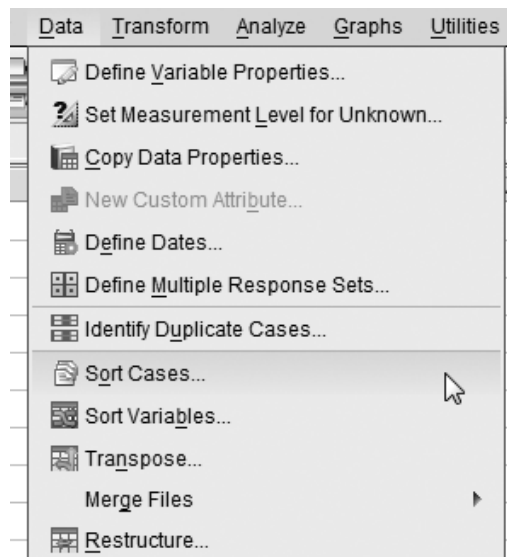 Data Transform Analyze Graphs Utilities
Define Variable Properties...
Set Measurement Level for Unknown...
Copy Data Properties...
New Custom Attribute...
Define Dates...
Define Multiple Response Sets...
Identify Duplicate Cases...
Sort Cases...
Sort Variables...
Transpose...
Merge Files
Restructure...